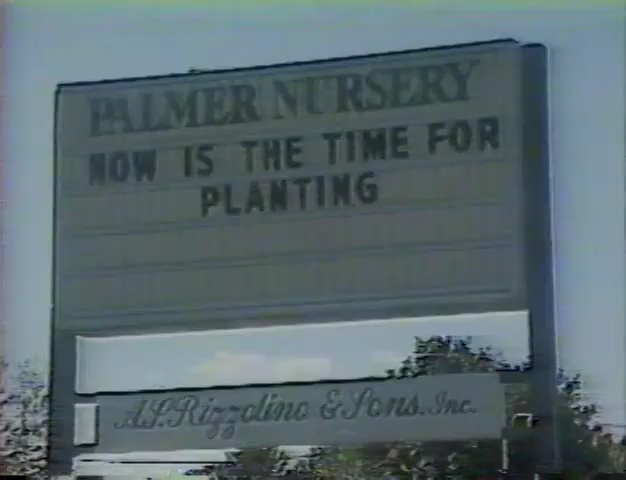 PALMER NURSERY
NOW IS THE TIME FOR
PLANTING
A.S. Rizzolino & Sons. Inc.